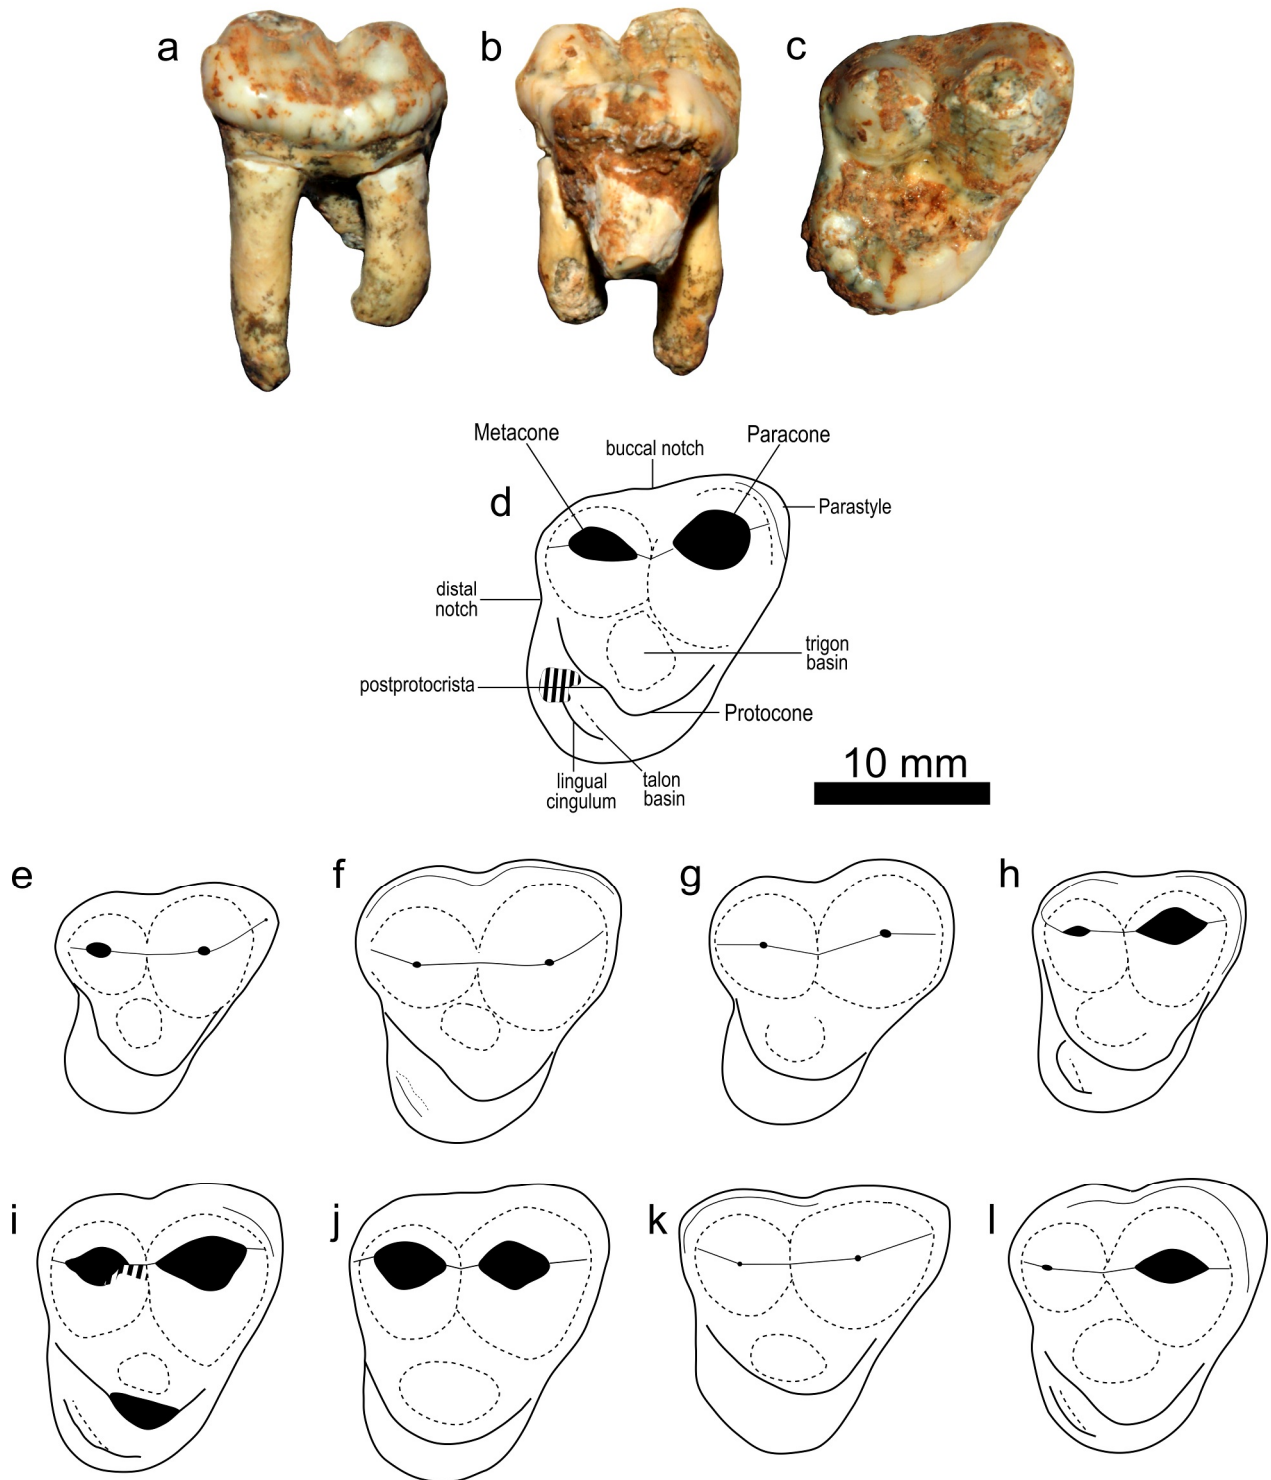 a
b
c
Metacone
Paracone
buccal notch
d
Parastyle
distal
notch
trigon
basin
postprotocrista
Protocone
10 mm
lingual
cingulum
talon
basin
e
f
g
h
i
j
k
l